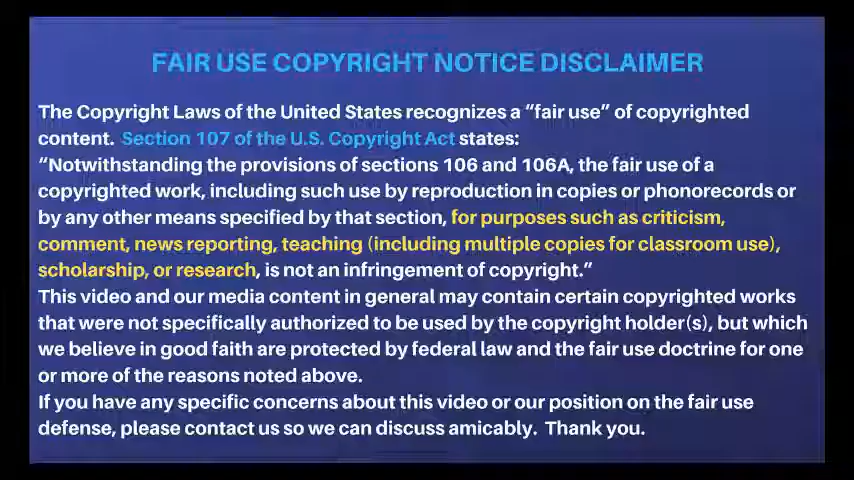 FAIR USE COPYRIGHT NOTICE DISCLAIMER
The Copyright Laws of the United States recognizes a “fair use” of copyrighted
content. Section 107 of the U.S. Copyright Act states:
“Notwithstanding the provisions of sections 106 and 106A, the fair use of a
copyrighted work, including such use by reproduction in copies or phonorecords or
by any other means specified by that section, for purposes such as criticism,
comment, news reporting, teaching (including multiple copies for classroom use),
scholarship, or research, is not an infringement of copyright.”
This video and our media content in general may contain certain copyrighted works
that were not specifically authorized to be used by the copyright holder(s), but which
we believe in good faith are protected by federal law and the fair use doctrine for one
or more of the reasons noted above.
If you have any specific concerns about this video or our position on the fair use
defense, please contact us so we can discuss amicably. Thank you.